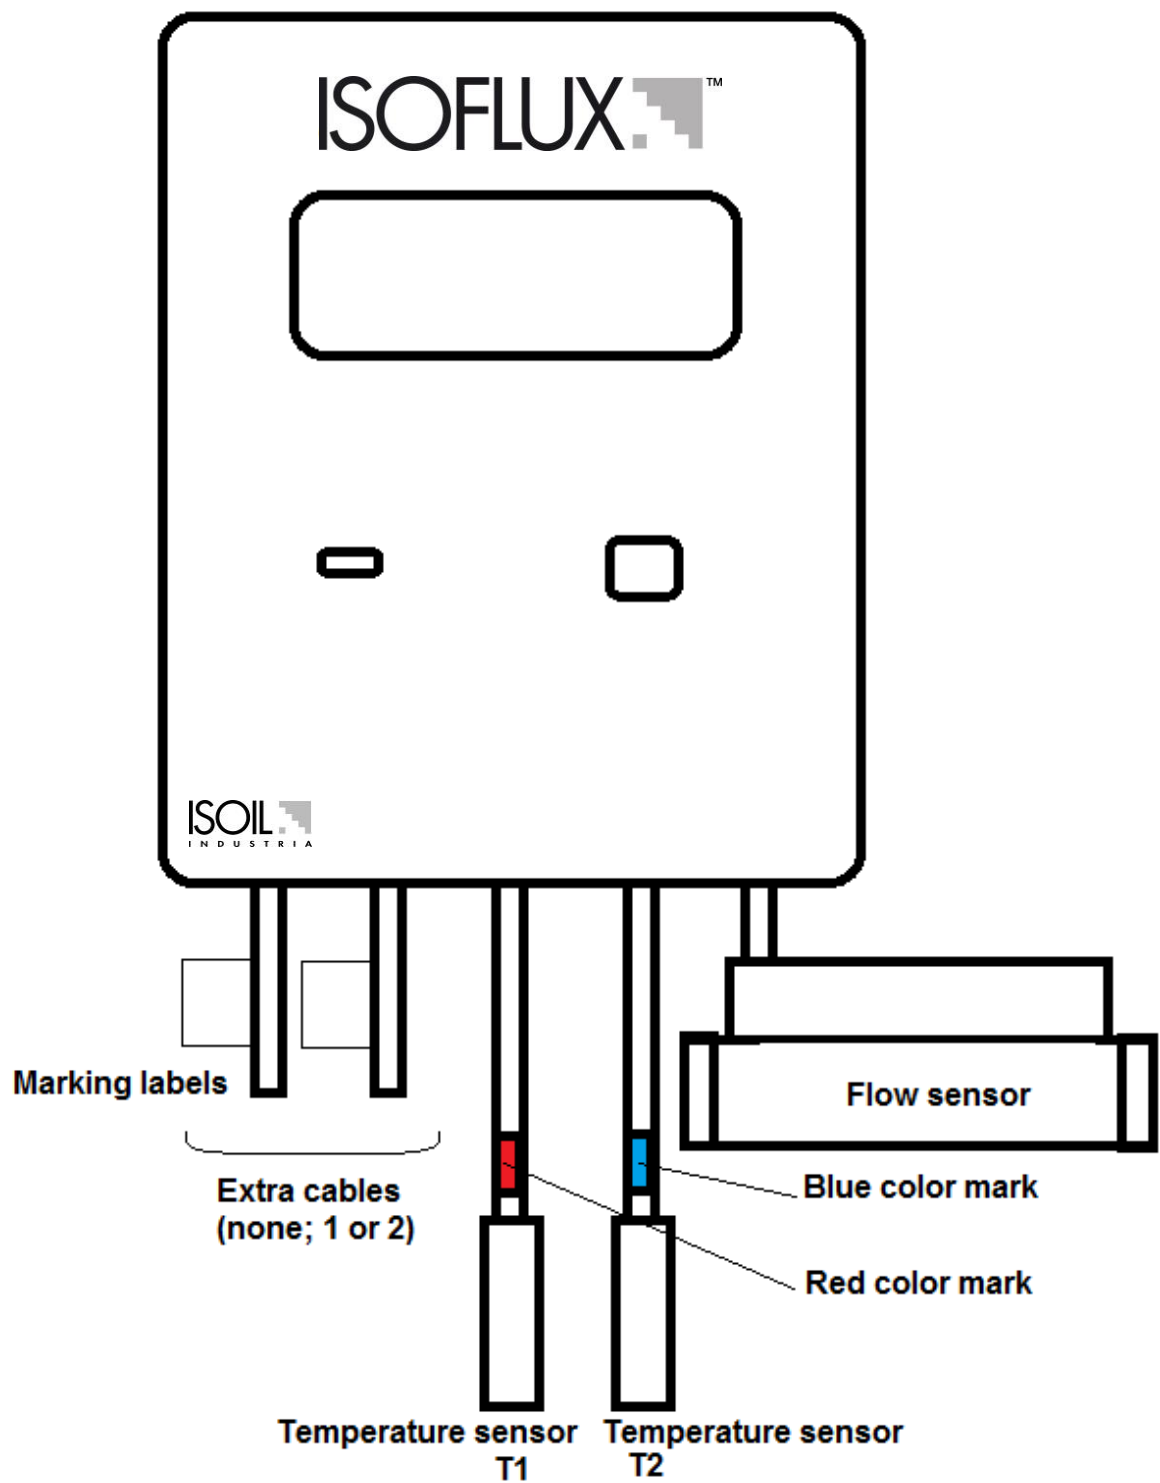 ISOFLUX™
ISOIL
INDUSTRIA
Marking labels
Flow sensor
Extra cables
(none; 1 or 2)
Blue color mark
Red color mark
Temperature sensor
T1
Temperature sensor
T2